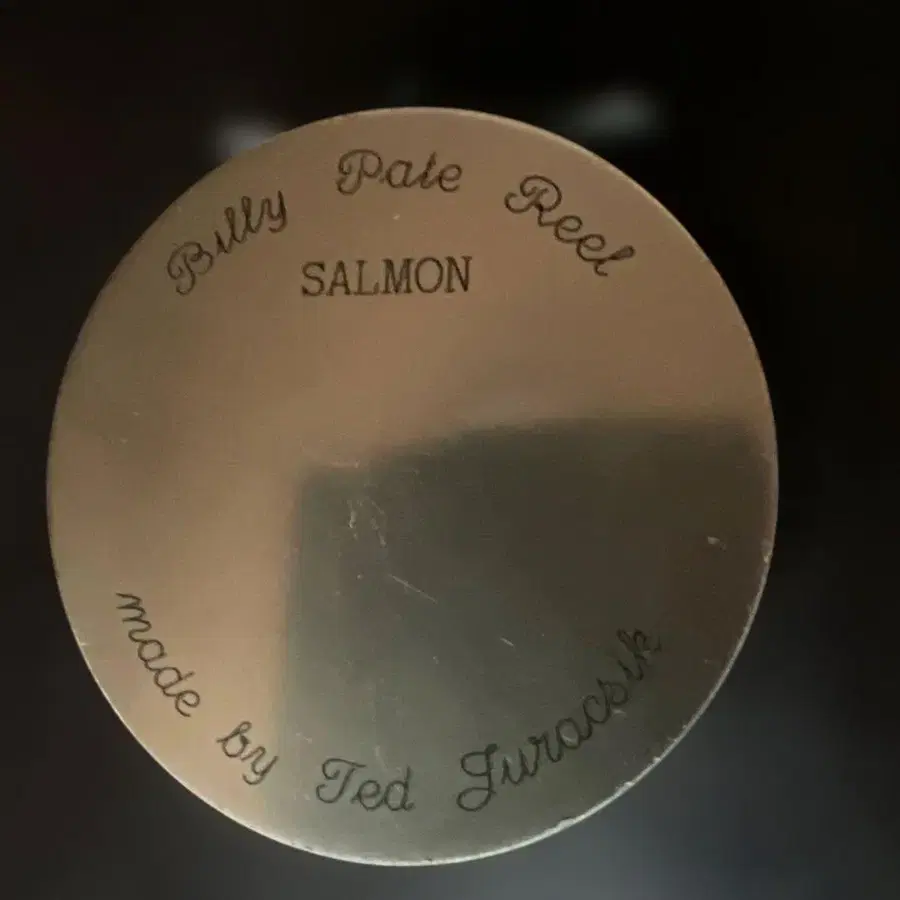 Billy Pate Reel
SALMON
made by Ted Juracsik